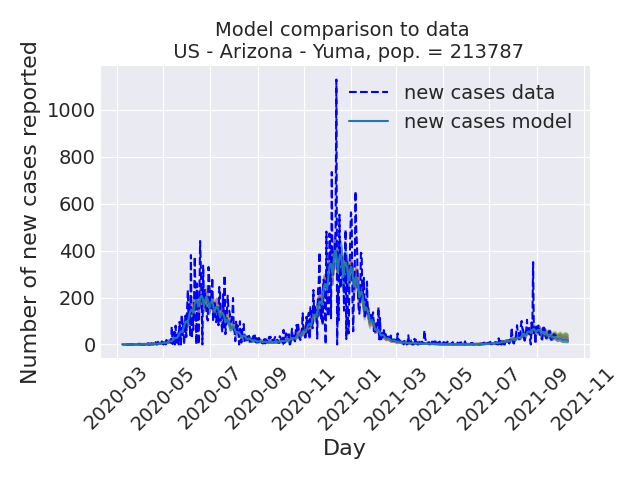 Model comparison to data
US - Arizona - Yuma, pop. = 213787
Number of new cases reported
1000
800
600
400
200
0
new cases data
new cases model
2020-03
2020-05
2020-07
2020-09
2020-11
2021-01
2021-03
2021-05
2021-07
2021-09
2021-11
Day